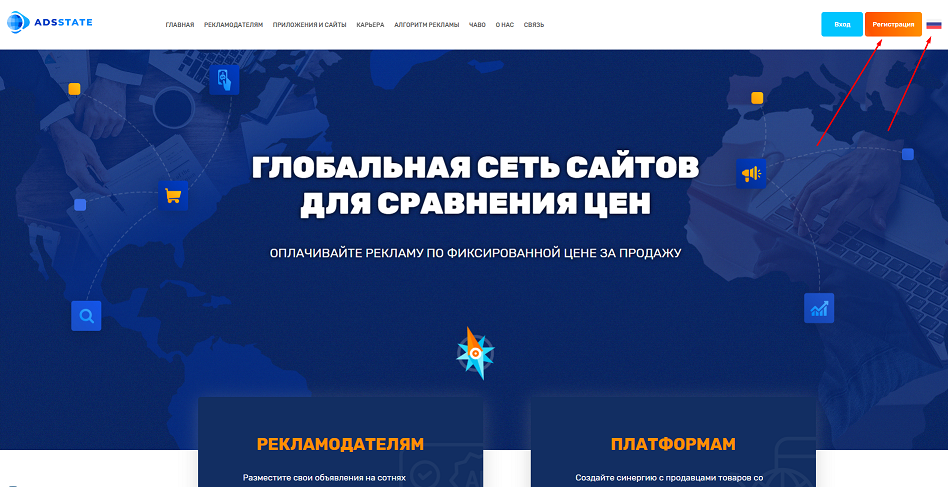 ADSSTATE
ГЛАВНАЯ РЕКЛАМОДАТЕЛЯМ ПРИЛОЖЕНИЯ И САЙТЫ КАРЬЕРА АЛГОРИТМ РЕКЛАМЫ ЧАВО О НАС СВЯЗЬ
Вход Регистрация
ГЛОБАЛЬНАЯ СЕТЬ САЙТОВ
ДЛЯ СРАВНЕНИЯ ЦЕН
ОПЛАЧИВАЙТЕ РЕКЛАМУ ПО ФИКСИРОВАННОЙ ЦЕНЕ ЗА ПРОДАЖУ
РЕКЛАМОДАТЕЛЯМ
Разместите свои объявления на сотнях
ПЛАТФОРМАМ
Создайте синергию с продавцами товаров со